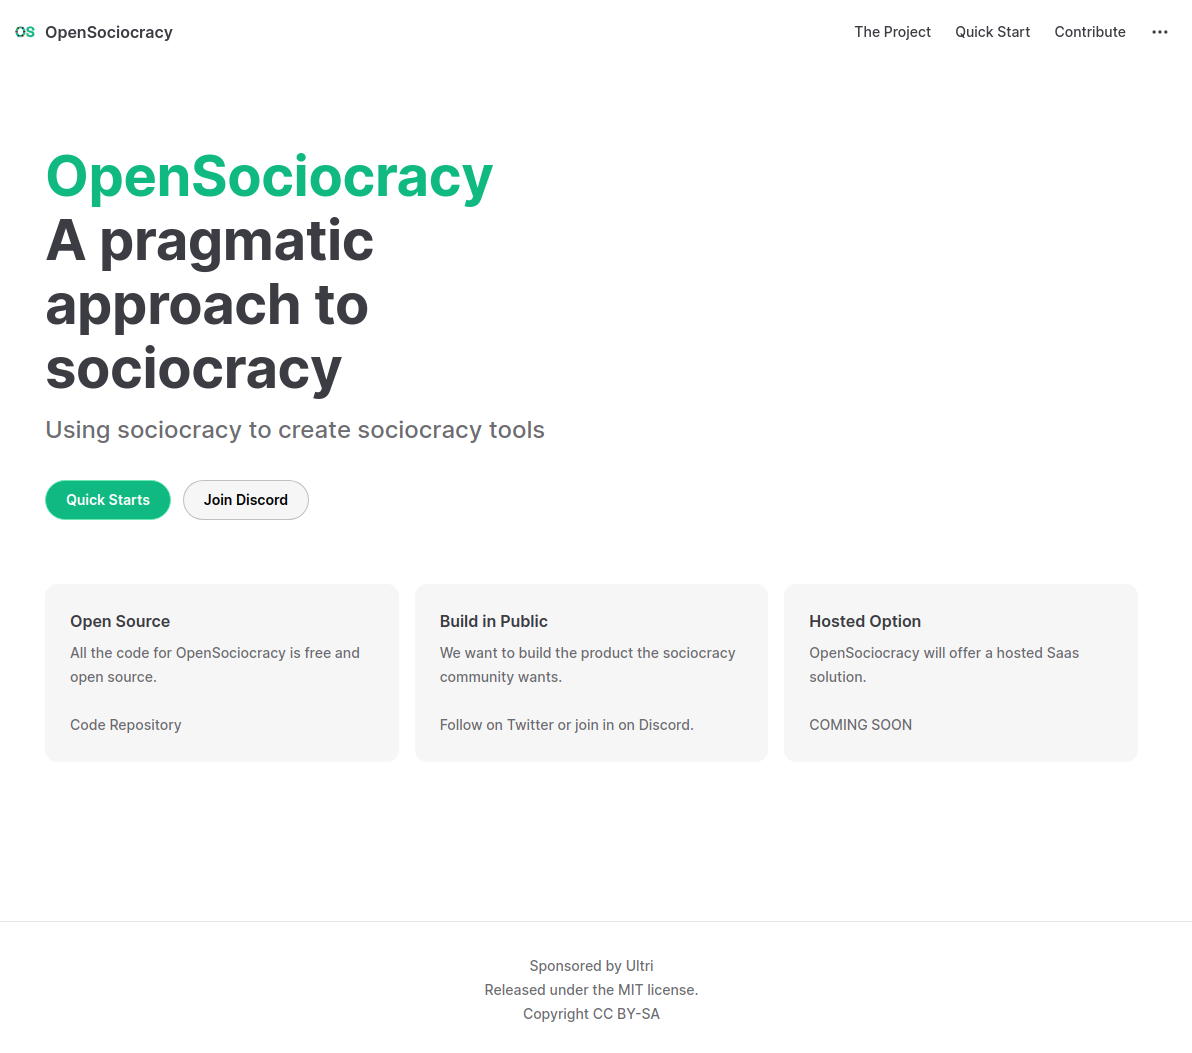 OS OpenSociocracy
The Project Quick Start Contribute
OpenSociocracy
A pragmatic
approach to
sociocracy
Using sociocracy to create sociocracy tools
Quick Starts
Join Discord
Open Source
All the code for OpenSociocracy is free and
open source.
Code Repository
Build in Public
We want to build the product the sociocracy
community wants.
Follow on Twitter or join in on Discord.
Hosted Option
OpenSociocracy will offer a hosted Saas
solution.
COMING SOON
Sponsored by Ultri
Released under the MIT license.
Copyright CC BY-SA